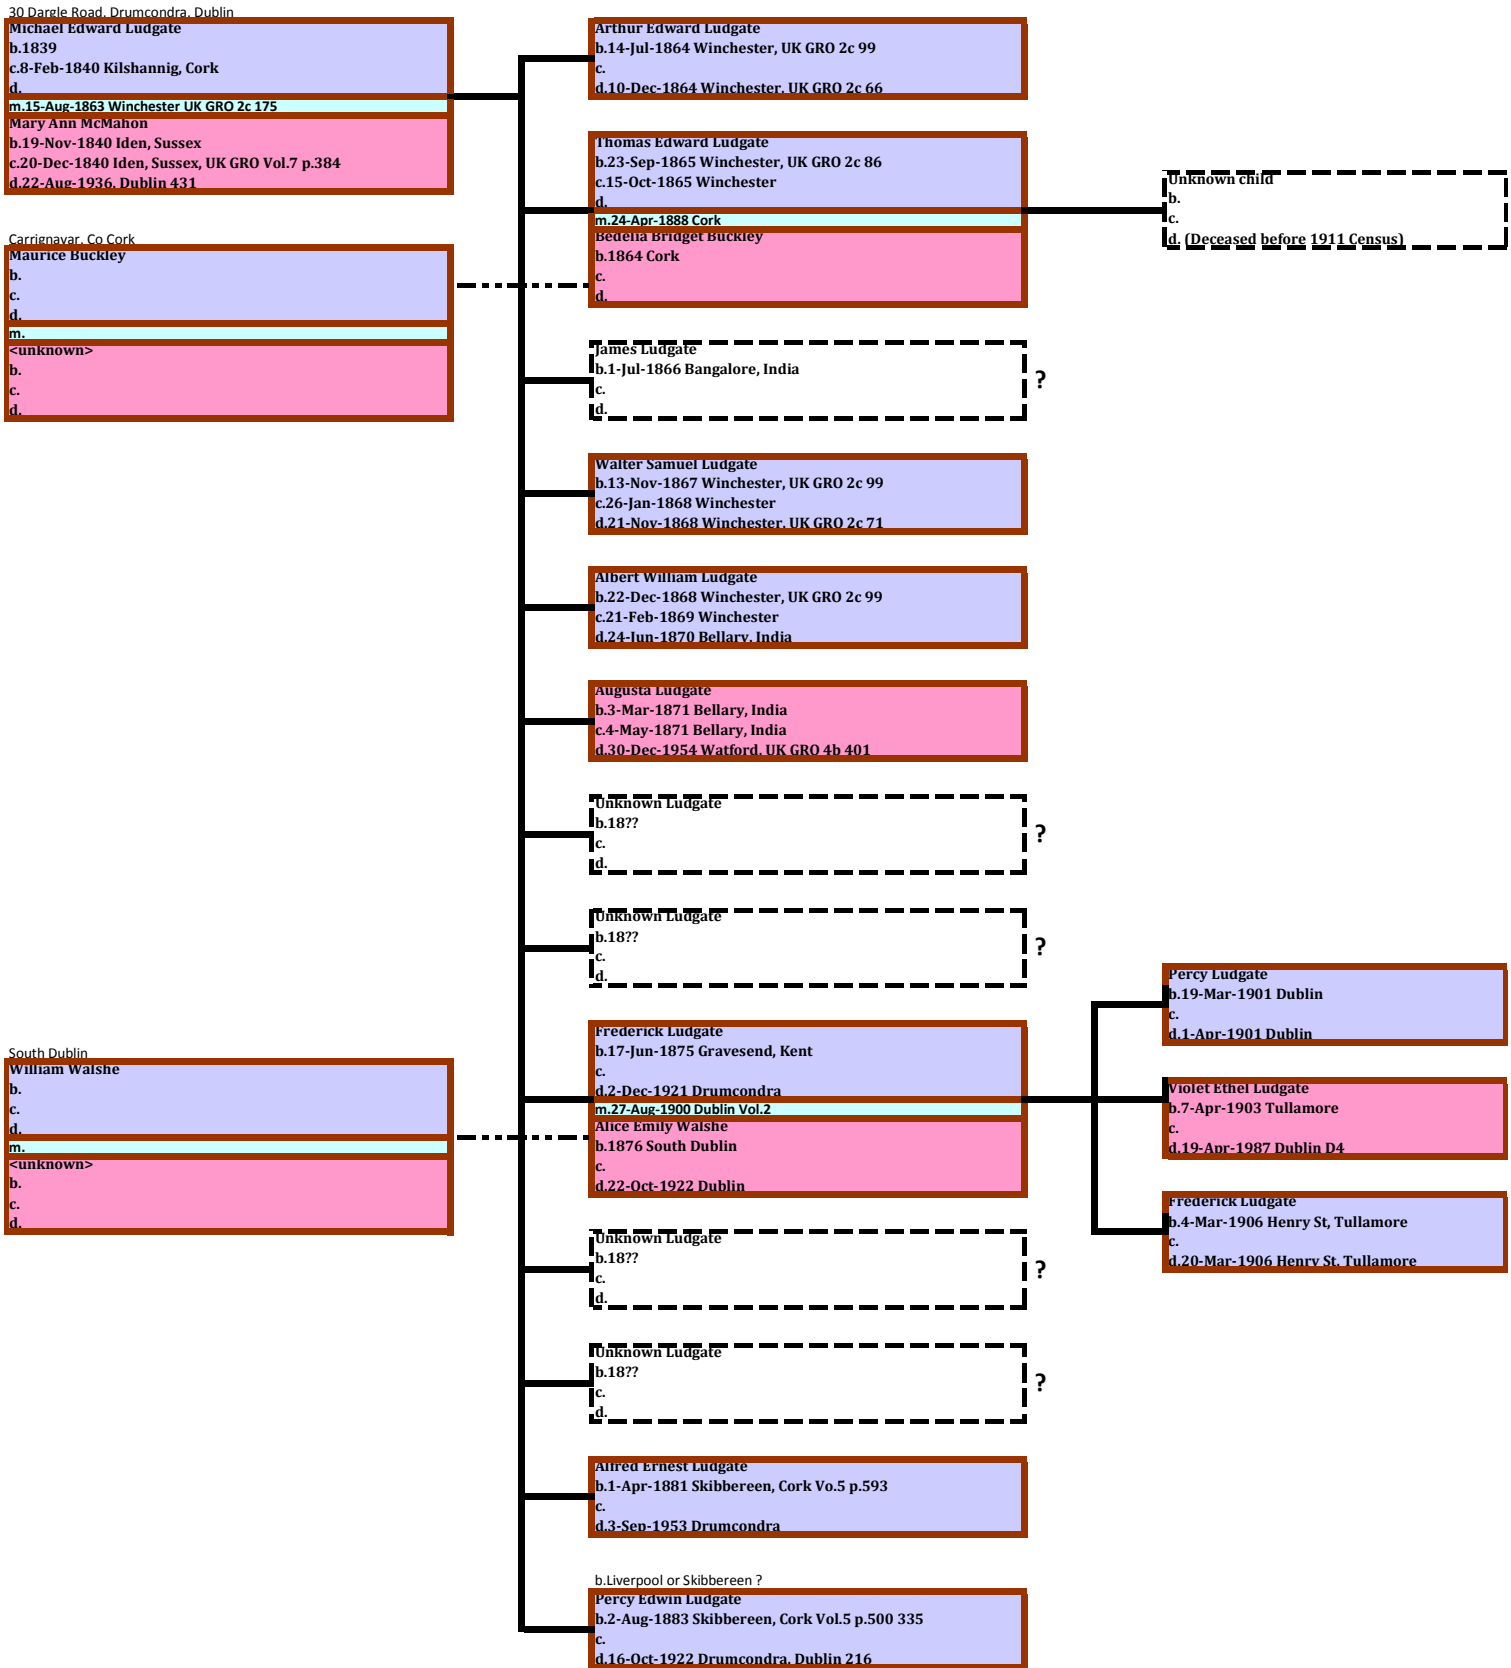 30 Dargle Road, Drumcondra, Dublin
Michael Edward Ludgate
b.1839
c.8-Feb-1840 Kilshannig, Cork
d.
m.15-Aug-1863 Winchester UK GRO 2c 175
Mary Ann McMahon
b.19-Nov-1840 Iden, Sussex
c.20-Dec-1840 Iden, Sussex, UK GRO Vol.7 p.384
d.22-Aug-1936, Dublin 431
Carrignavar, Co Cork
Maurice Buckley
b.
c.
d.
m.
<unknown>
b.
c.
d.
South Dublin
William Walshe
b.
c.
d.
m.
<unknown>
b.
c.
d.
Arthur Edward Ludgate
b.14-Jul-1864 Winchester, UK GRO 2c 99
c.
d.10-Dec-1864 Winchester, UK GRO 2c 66
Thomas Edward Ludgate
b.23-Sep-1865 Winchester, UK GRO 2c 86
c.15-Oct-1865 Winchester
d.
m.24-Apr-1888 Cork
Bedelia Bridget Buckley
b.1864 Cork
c.
d.
James Ludgate
b.1-Jul-1866 Bangalore, India
c.
d.
?
Walter Samuel Ludgate
b.13-Nov-1867 Winchester, UK GRO 2c 99
c.26-Jan-1868 Winchester
d.21-Nov-1868 Winchester, UK GRO 2c 71
Albert William Ludgate
b.22-Dec-1868 Winchester, UK GRO 2c 99
c.21-Feb-1869 Winchester
d.24-Jun-1870 Bellary, India
Augusta Ludgate
b.3-Mar-1871 Bellary, India
c.4-May-1871 Bellary, India
d.30-Dec-1954 Watford, UK GRO 4b 401
Unknown Ludgate
b.18??
c.
d.
?
Unknown Ludgate
b.18??
c.
d.
?
Frederick Ludgate
b.17-Jun-1875 Gravesend, Kent
c.
d.2-Dec-1921 Drumcondra
m.27-Aug-1900 Dublin Vol.2
Alice Emily Walshe
b.1876 South Dublin
c.
d.22-Oct-1922 Dublin
Unknown Ludgate
b.18??
c.
d.
?
Unknown Ludgate
b.18??
c.
d.
?
Alfred Ernest Ludgate
b.1-Apr-1881 Skibbereen, Cork Vo.5 p.593
c.
d.3-Sep-1953 Drumcondra
b.Liverpool or Skibbereen ?
Percy Edwin Ludgate
b.2-Aug-1883 Skibbereen, Cork Vol.5 p.500 335
c.
d.16-Oct-1922 Drumcondra, Dublin 216
Unknown child
b.
c.
d. (Deceased before 1911 Census)
Percy Ludgate
b.19-Mar-1901 Dublin
c.
d.1-Apr-1901 Dublin
Violet Ethel Ludgate
b.7-Apr-1903 Tullamore
c.
d.19-Apr-1987 Dublin D4
Frederick Ludgate
b.4-Mar-1906 Henry St, Tullamore
c.
d.20-Mar-1906 Henry St, Tullamore